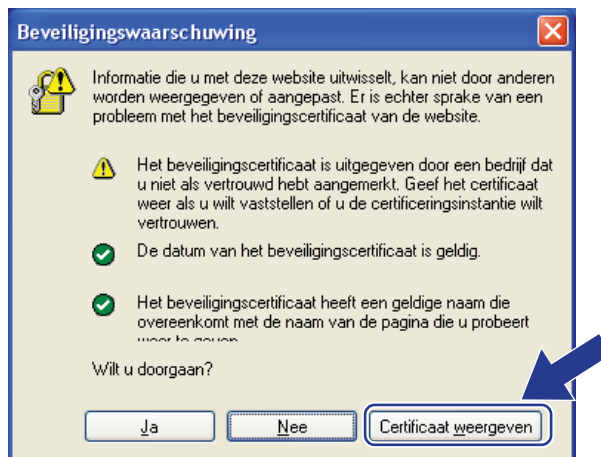 Beveiligingswaarschuwing
Informatie die u met deze website uitwisselt, kan niet door anderen
worden weergegeven of aangepast. Er is echter sprake van een
probleem met het beveiligingscertificaat van de website.
Het beveiligingscertificaat is uitgegeven door een bedrijf dat
u niet als vertrouwd hebt aangemerkt. Geef het certificaat
weer als u wilt vaststellen of u de certificeringsinstantie wilt
vertrouwen.
De datum van het beveiligingscertificaat is geldig.
Het beveiligingscertificaat heeft een geldige naam die
overeenkomt met de naam van de pagina die u probeert
Wilt u doorgaan?
Ja Nee Certificaat weergeven